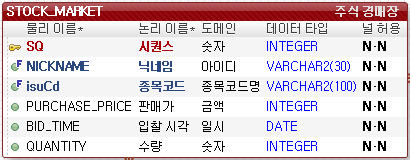 STOCK_MARKET 주식 경매장
물리 이름* 논리 이름* 도메인 데이터 타입 널 허용
SQ 시퀀스 숫자 INTEGER N-N
F NICKNAME 닉네임 아이디 VARCHAR2(30) N-N
F isuCd 종목코드 종목코드명 VARCHAR2(100) N-N
PURCHASE_PRICE 판매가 금액 INTEGER N-N
BID_TIME 입찰 시각 일시 DATE N-N
QUANTITY 수량 숫자 INTEGER N-N